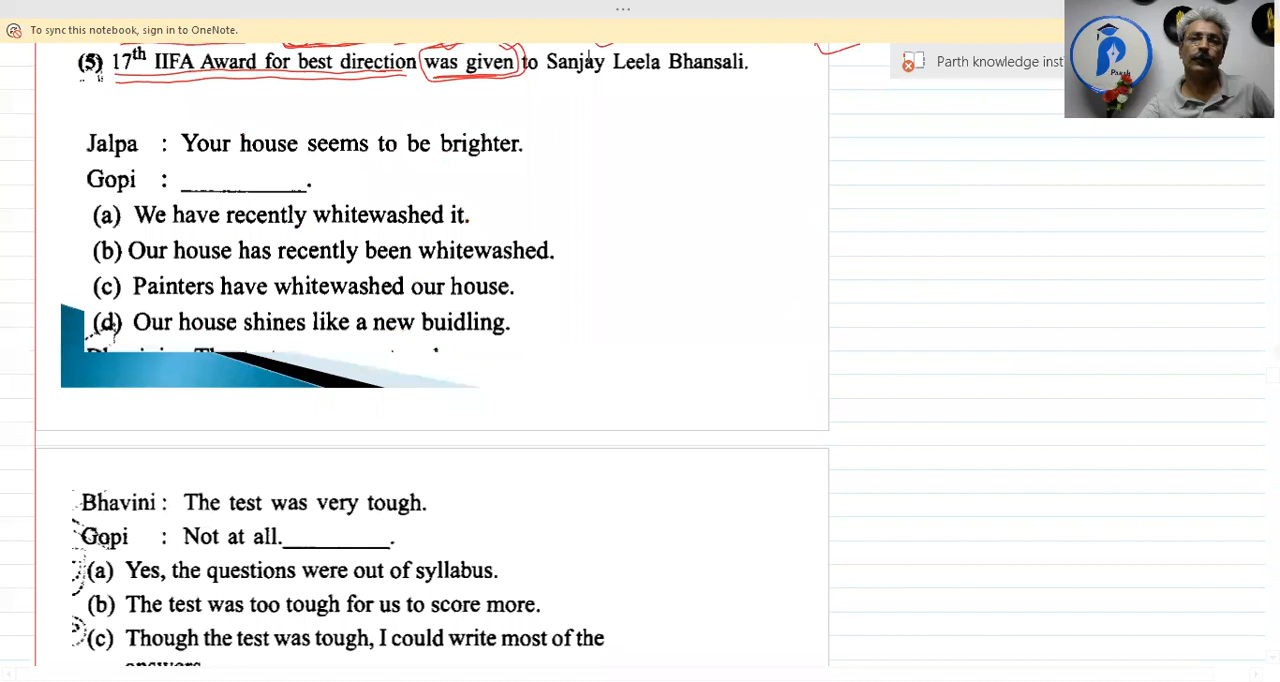 ...
To sync this notebook, sign in to OneNote.
(5) 17th IIFA Award for best direction was given to Sanjay Leela Bhansali.
Parth knowledge inst
Parth
Jalpa : Your house seems to be brighter.
Gopi : __________.
(a) We have recently whitewashed it.
(b) Our house has recently been whitewashed.
(c) Painters have whitewashed our house.
(d) Our house shines like a new buidling.
Bhavini : The test was very tough.
Gopi : Not at all.__________.
(a) Yes, the questions were out of syllabus.
(b) The test was too tough for us to score more.
(c) Though the test was tough, I could write most of the
answers